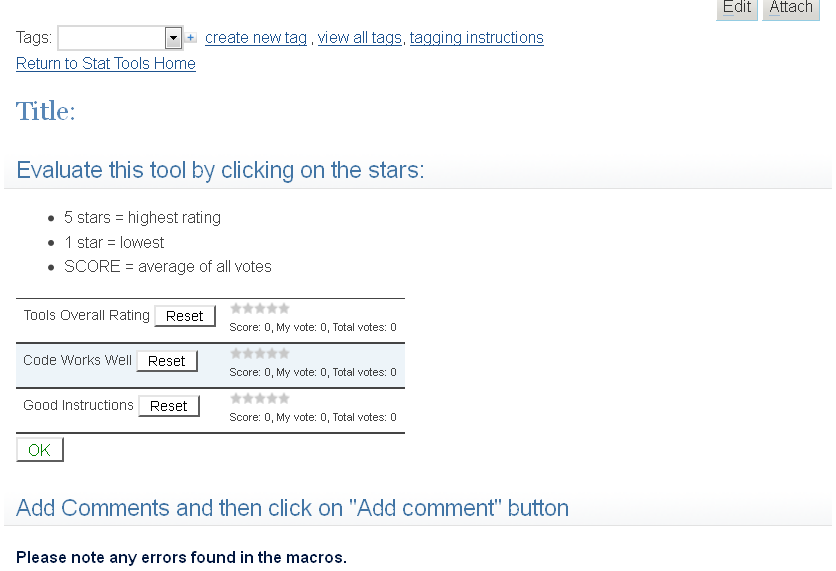 Edit Attach
Tags: create new tag , view all tags, tagging instructions
Return to Stat Tools Home
Title:
Evaluate this tool by clicking on the stars:
5 stars = highest rating
1 star = lowest
SCORE = average of all votes
Tools Overall Rating Reset
Score: 0, My vote: 0, Total votes: 0
Code Works Well Reset
Score: 0, My vote: 0, Total votes: 0
Good Instructions Reset
Score: 0, My vote: 0, Total votes: 0
OK
Add Comments and then click on "Add comment" button
Please note any errors found in the macros.